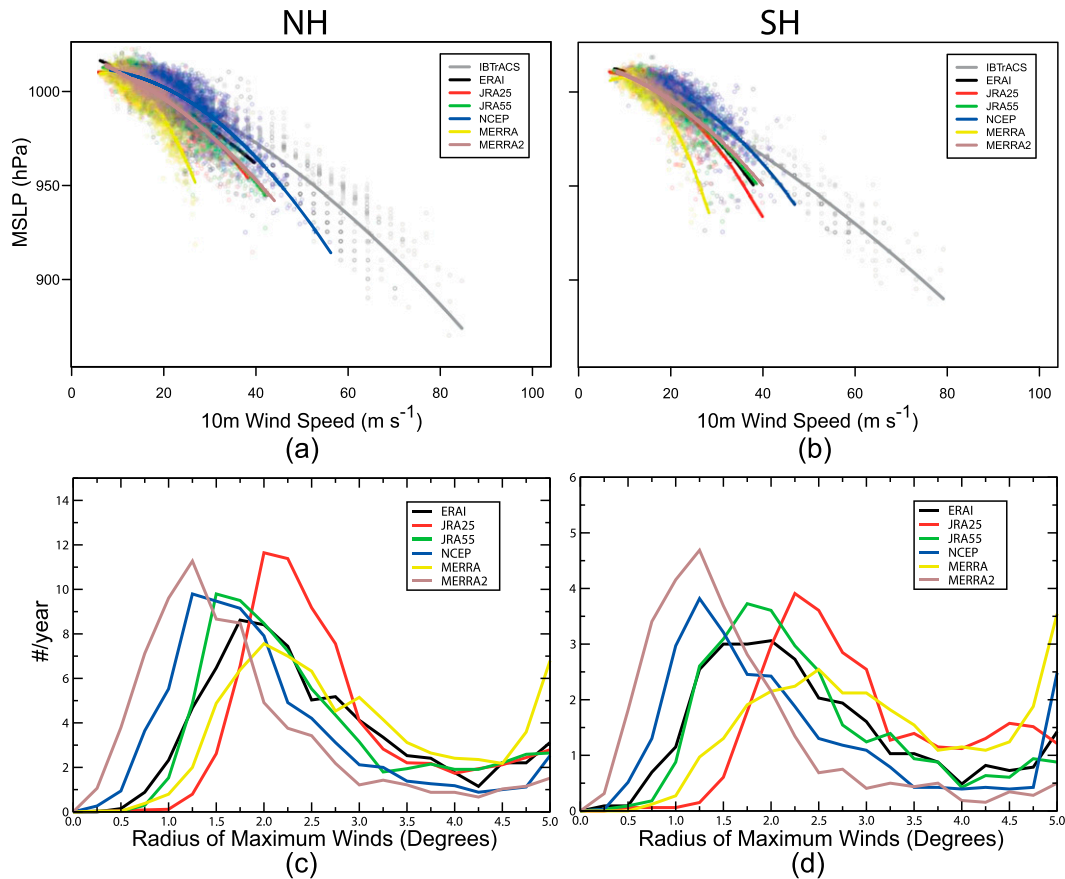 NH
SH
MSLP (hPa)
1000
950
900
0 20 40 60 80 100
10m Wind Speed (m s-1)
(a)
IBTrACS
ERAI
JRA25
JRA55
NCEP
MERRA
MERRA2
0 20 40 60 80 100
10m Wind Speed (m s-1)
(b)
IBTrACS
ERAI
JRA25
JRA55
NCEP
MERRA
MERRA2
#/year
14
12
10
8
6
4
2
0
0.0 0.5 1.0 1.5 2.0 2.5 3.0 3.5 4.0 4.5 5.0
Radius of Maximum Winds (Degrees)
(c)
ERAI
JRA25
JRA55
NCEP
MERRA
MERRA2
6
5
4
3
2
1
0
0.0 0.5 1.0 1.5 2.0 2.5 3.0 3.5 4.0 4.5 5.0
Radius of Maximum Winds (Degrees)
(d)
ERAI
JRA25
JRA55
NCEP
MERRA
MERRA2